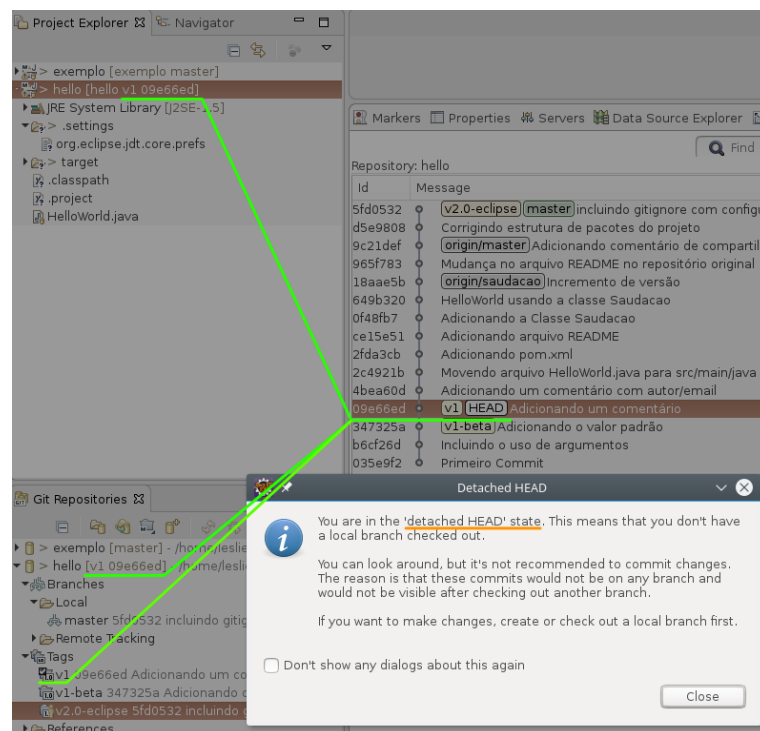 Project Explorer Navigator
> exemplo [exemplo master]
> hello [hello v1 09e66ed]
JRE System Library [J2SE-1.5]
> .settings
org.eclipse.jdt.core.prefs
> target
.classpath
.project
HelloWorld.java
Markers Properties Servers Data Source Explorer
Find
Repository: hello
Id Message
5fd0532 v2.0-eclipse master incluindo gitignore com configu
d5e9808 Corrigindo estrutura de pacotes do projeto
9c21def origin/master Adicionando comentário de compartil
965f783 Mudança no arquivo README no repositório original
18aae5b origin/saudacao Incremento de versão
649b320 HelloWorld usando a classe Saudacao
0f48fb7 Adicionando a Classe Saudacao
ce15e51 Adicionando arquivo README
2fda3cb Adicionando pom.xml
2c4921b Movendo arquivo HelloWorld.java para src/main/java
4bea60d Adicionando um comentário com autor/email
09e66ed v1 HEAD Adicionando um comentário
347325a v1-beta Adicionando o valor padrão
b6cf26d Incluindo o uso de argumentos
035e9f2 Primeiro Commit
Git Repositories
> exemplo [master] - /home/leslie
> hello [v1 09e66ed] - /home/lesli
Branches
Local
master 5fd0532 incluindo gitig
Remote Tracking
Tags
v1 09e66ed Adicionando um co
v1-beta 347325a Adicionando o
v2.0-eclipse 5fd0532 incluindo
References
Detached HEAD
You are in the 'detached HEAD' state. This means that you don't have
a local branch checked out.
You can look around, but it's not recommended to commit changes.
The reason is that these commits would not be on any branch and
would not be visible after checking out another branch.
If you want to make changes, create or check out a local branch first.
Don't show any dialogs about this again
Close